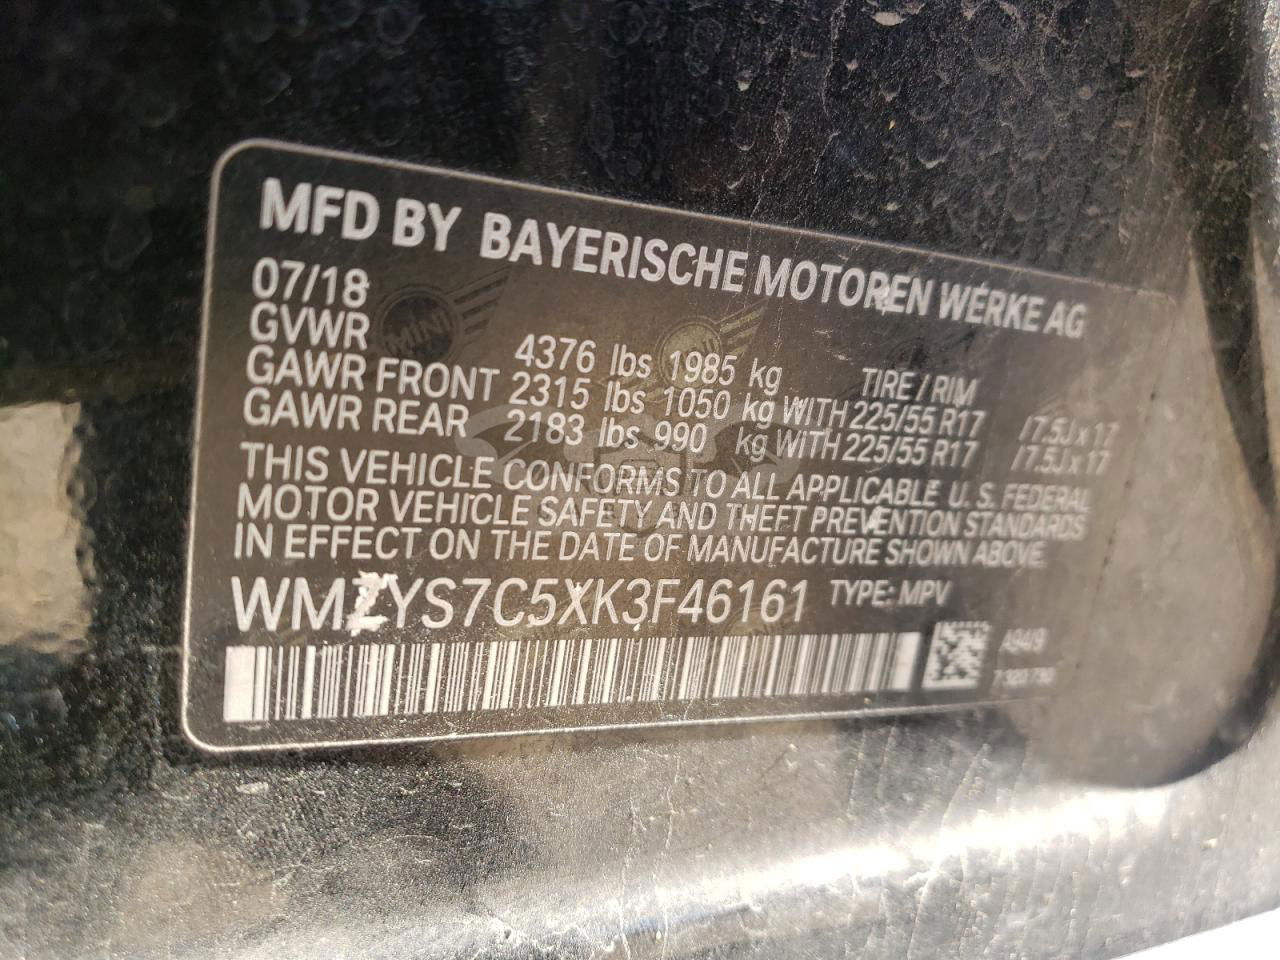 MFD BY BAYERISCHE MOTOREN WERKE AG
07/18
GVWR 4376 lbs 1985 kg TIRE / RIM
GAWR FRONT 2315 lbs 1050 kg WITH 225/55 R17 /7.5J x 17
GAWR REAR 2183 lbs 990 kg WITH 225/55 R17 /7.5J x 17
THIS VEHICLE CONFORMS TO ALL APPLICABLE U. S. FEDERAL
MOTOR VEHICLE SAFETY AND THEFT PREVENTION STANDARDS
IN EFFECT ON THE DATE OF MANUFACTURE SHOWN ABOVE.
WMZYS7C5XK3F46161 TYPE: MPV
MINI